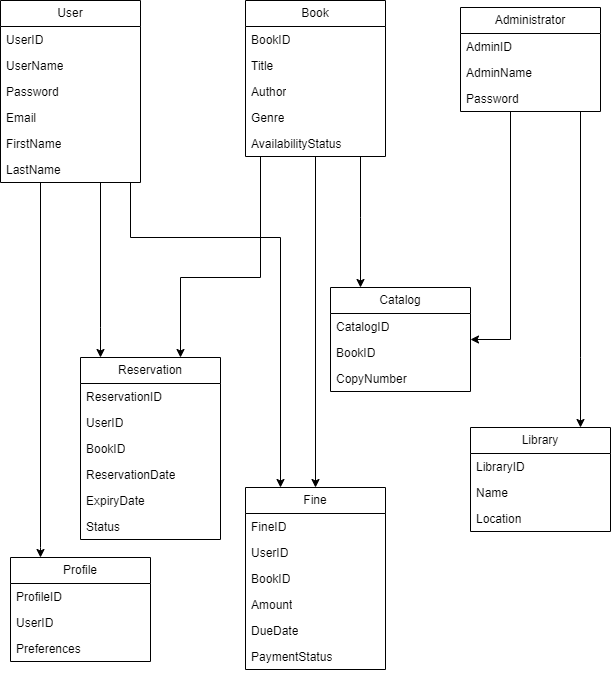 User
UserID
UserName
Password
Email
FirstName
LastName
Book
BookID
Title
Author
Genre
AvailabilityStatus
Administrator
AdminID
AdminName
Password
Catalog
CatalogID
BookID
CopyNumber
Reservation
ReservationID
UserID
BookID
ReservationDate
ExpiryDate
Status
Library
LibraryID
Name
Location
Fine
FineID
UserID
BookID
Amount
DueDate
PaymentStatus
Profile
ProfileID
UserID
Preferences